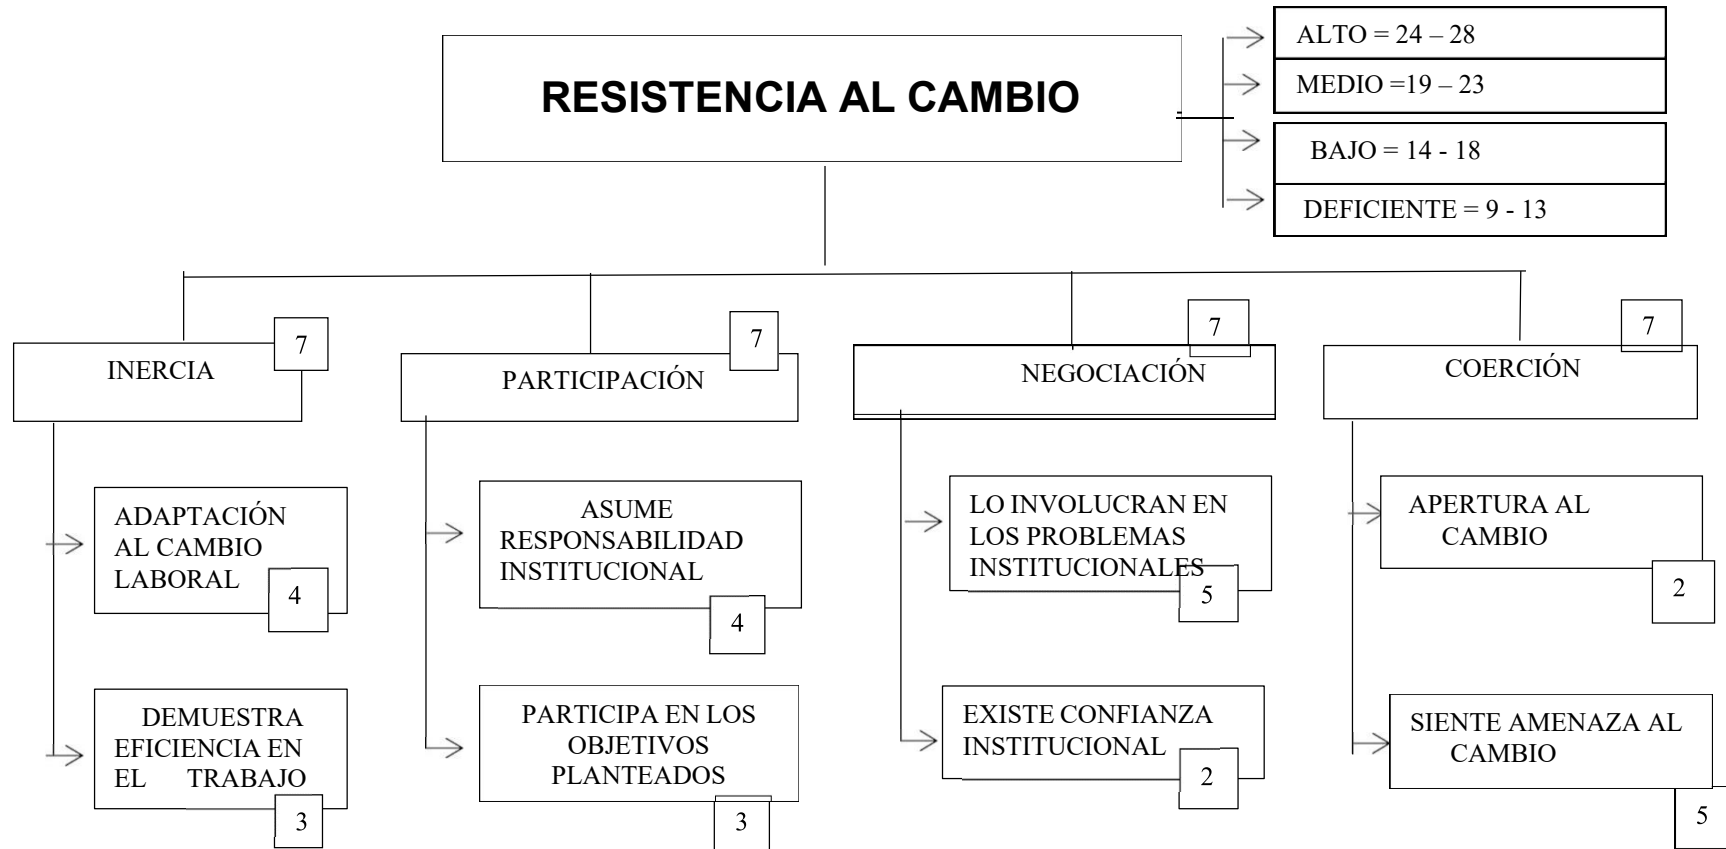 RESISTENCIA AL CAMBIO
ALTO = 24 – 28
MEDIO =19 – 23
BAJO = 14 - 18
DEFICIENTE = 9 - 13
INERCIA
7
PARTICIPACIÓN
7
NEGOCIACIÓN
7
COERCIÓN
7
ADAPTACIÓN
AL CAMBIO
LABORAL
4
ASUME
RESPONSABILIDAD
INSTITUCIONAL
4
LO INVOLUCRAN EN
LOS PROBLEMAS
INSTITUCIONALES
5
APERTURA AL
CAMBIO
2
DEMUESTRA
EFICIENCIA EN
EL TRABAJO
3
PARTICIPA EN LOS
OBJETIVOS
PLANTEADOS
3
EXISTE CONFIANZA
INSTITUCIONAL
2
SIENTE AMENAZA AL
CAMBIO
5